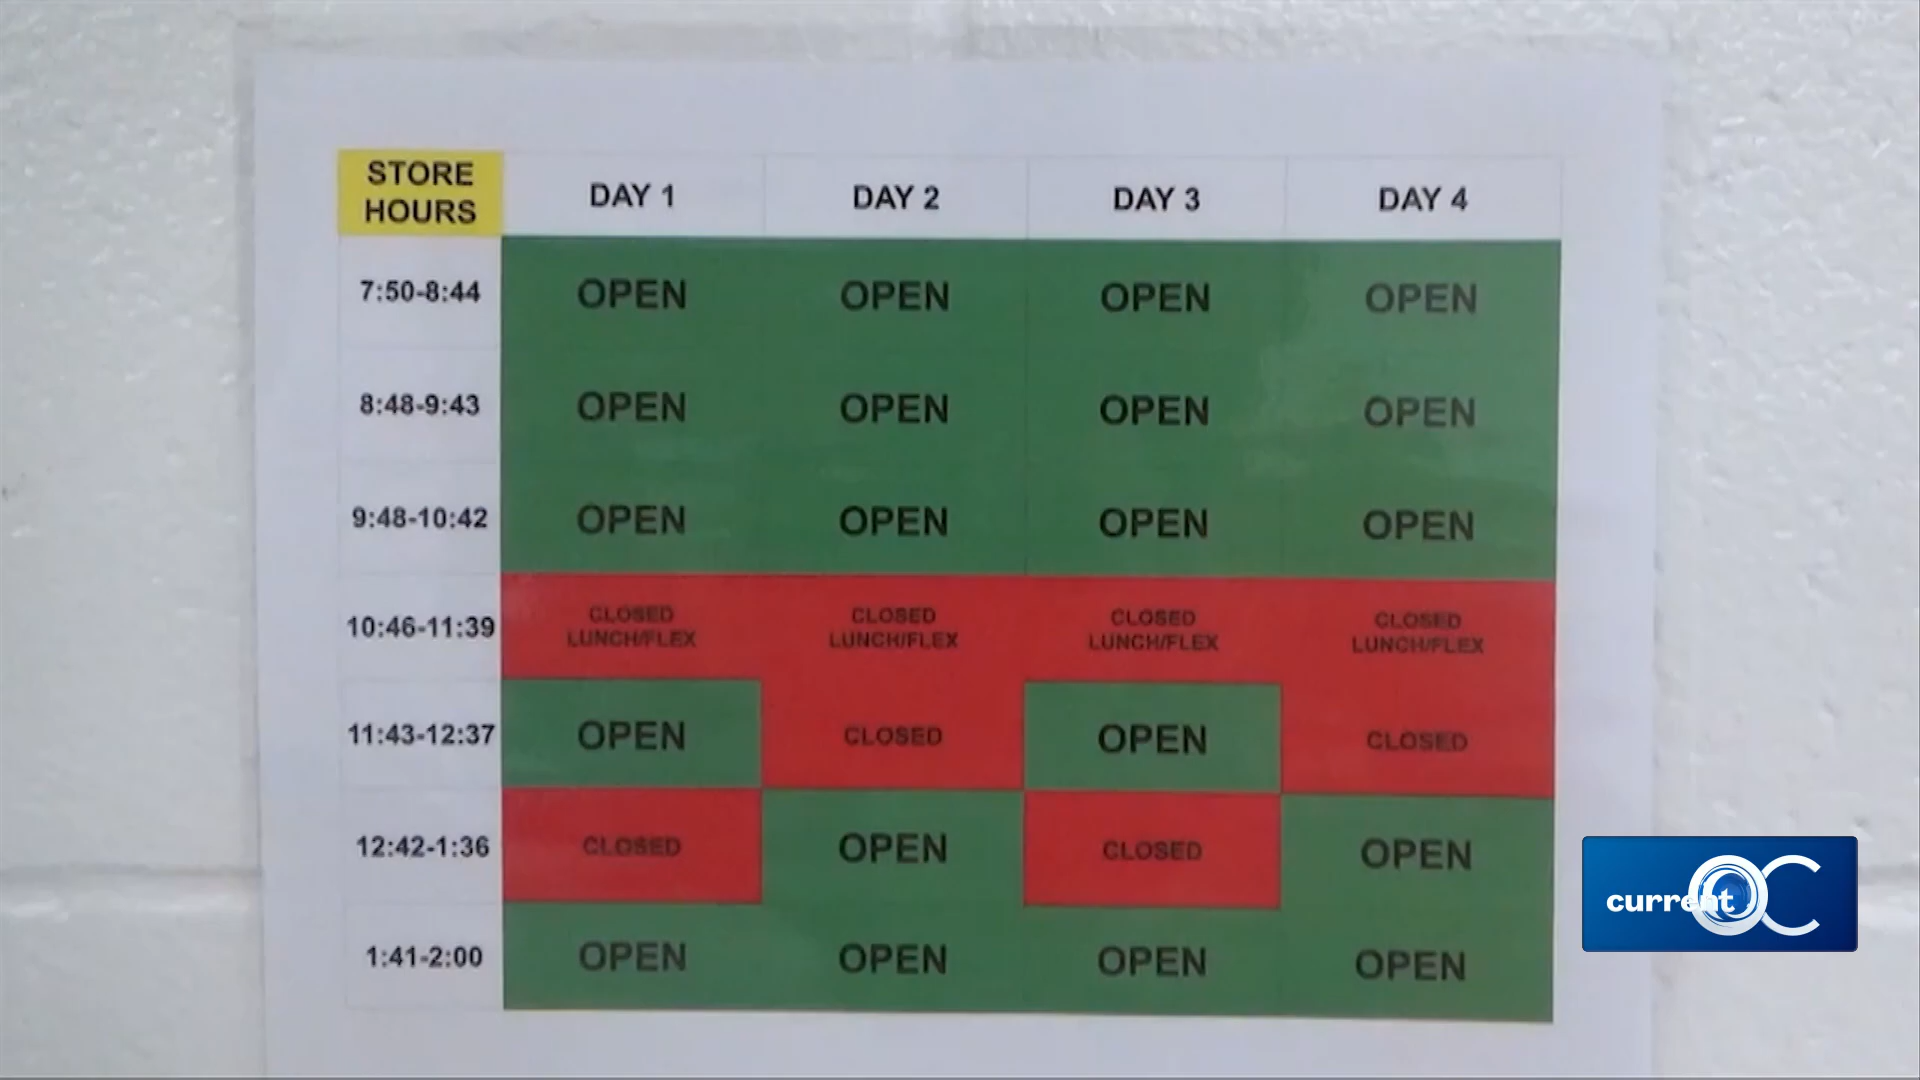 STORE HOURS DAY 1 DAY 2 DAY 3 DAY 4
7:50-8:44 OPEN OPEN OPEN OPEN
8:48-9:43 OPEN OPEN OPEN OPEN
9:48-10:42 OPEN OPEN OPEN OPEN
10:46-11:39 CLOSED LUNCH/FLEX CLOSED LUNCH/FLEX CLOSED LUNCH/FLEX CLOSED LUNCH/FLEX
11:43-12:37 OPEN CLOSED OPEN CLOSED
12:42-1:36 CLOSED OPEN CLOSED OPEN
1:41-2:00 OPEN OPEN OPEN OPEN
current OC